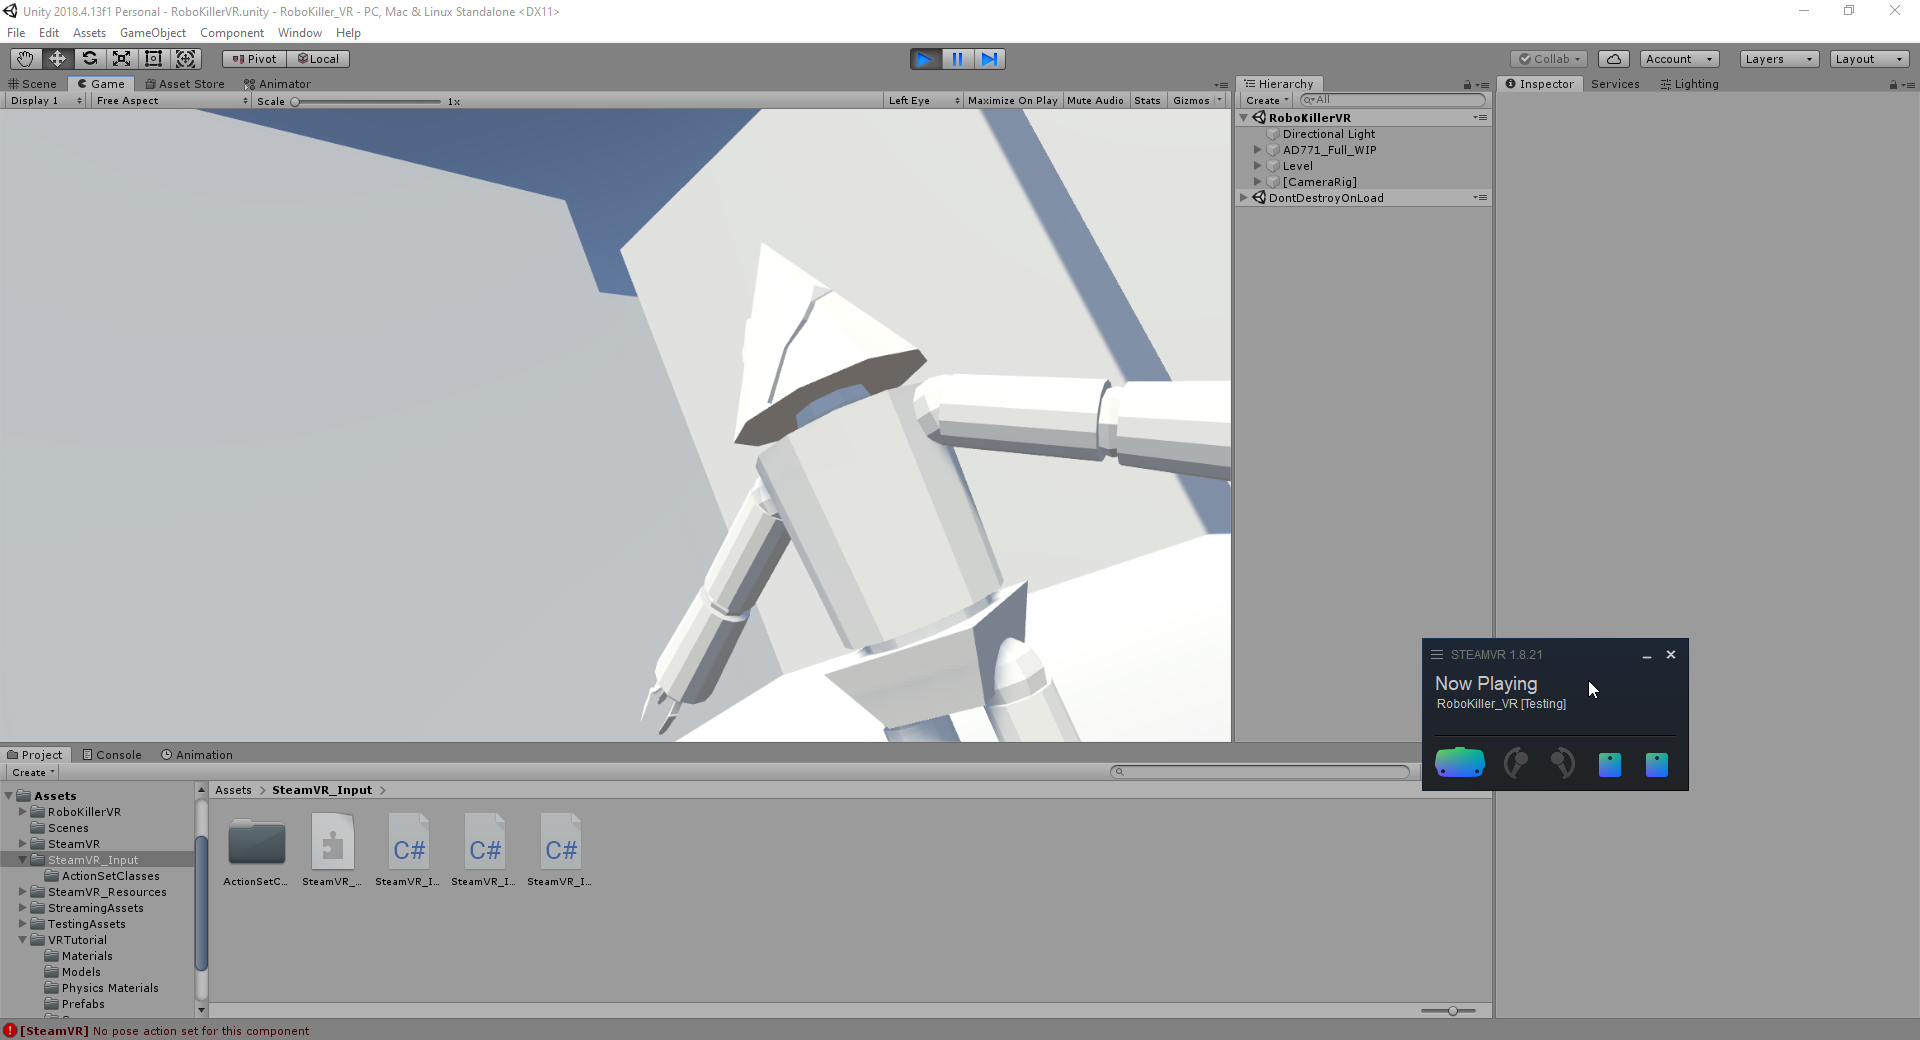 Unity 2018.4.13f1 Personal - RoboKillerVR.unity - RoboKiller_VR - PC, Mac & Linux Standalone <DX11>
File Edit Assets GameObject Component Window Help
Pivot Local Collab Account Layers Layout
Scene Game Asset Store Animator
Display 1 Free Aspect Scale 1x Left Eye Maximize On Play Mute Audio Stats Gizmos
Hierarchy
Create All
RoboKillerVR
Directional Light
AD771_Full_WIP
Level
[CameraRig]
DontDestroyOnLoad
Inspector Services Lighting
STEAMVR 1.8.21
Now Playing
RoboKiller_VR [Testing]
Project Console Animation
Create
Assets
RoboKillerVR
Scenes
SteamVR
SteamVR_Input
ActionSetClasses
SteamVR_Resources
StreamingAssets
TestingAssets
VRTutorial
Materials
Models
Physics Materials
Prefabs
Assets > SteamVR_Input >
C# C# C#
ActionSetC... SteamVR_... SteamVR_I... SteamVR_I... SteamVR_I...
[SteamVR] No pose action set for this component